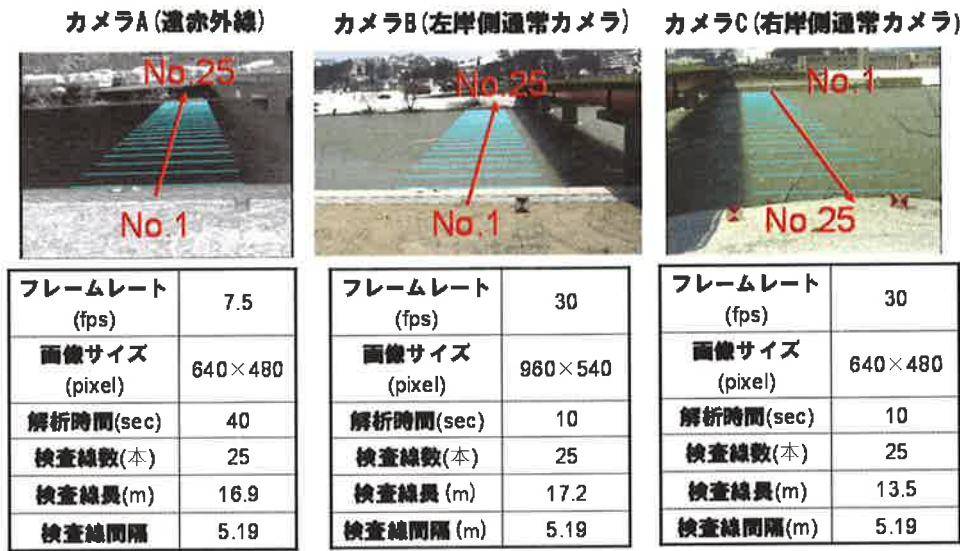 カメラA(遠赤外線)
No.25
No.1
フレームレート
(fps)
7.5
画像サイズ
(pixel)
640×480
解析時間(sec)
40
検査線数(本)
25
検査線長(m)
16.9
検査線間隔
5.19
カメラB(左岸側通常カメラ)
No.25
No.1
フレームレート
(fps)
30
画像サイズ
(pixel)
960×540
解析時間(sec)
10
検査線数(本)
25
検査線長(m)
17.2
検査線間隔(m)
5.19
カメラC(右岸側通常カメラ)
No.1
No.25
フレームレート
(fps)
30
画像サイズ
(pixel)
640×480
解析時間(sec)
10
検査線数(本)
25
検査線長(m)
13.5
検査線間隔(m)
5.19